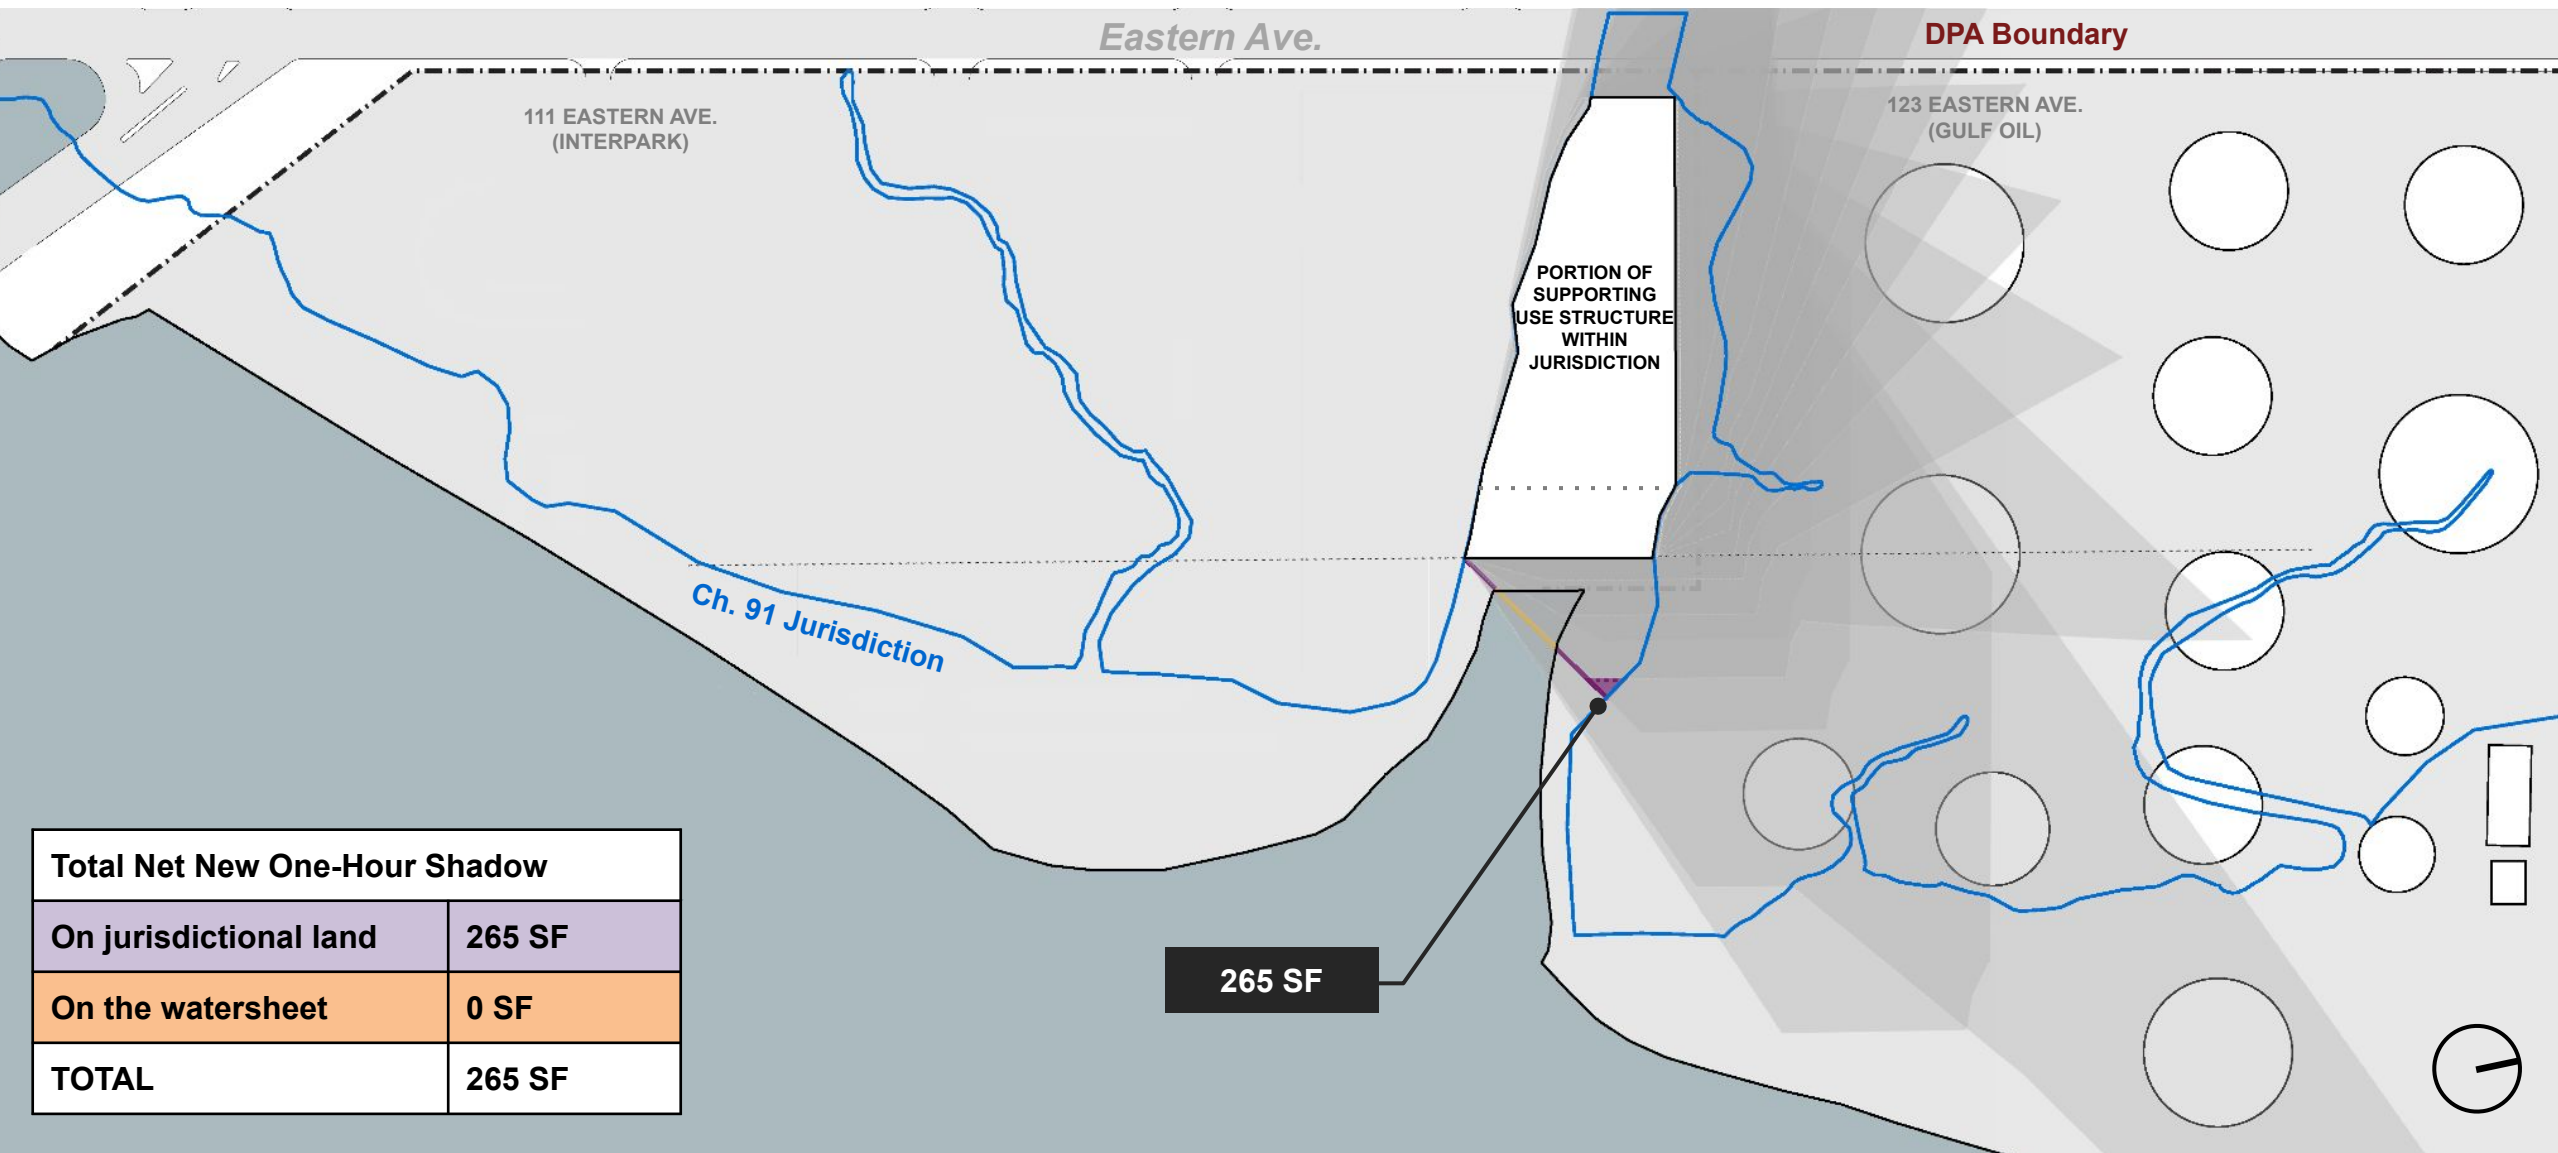 Eastern Ave.
DPA Boundary
111 EASTERN AVE.
(INTERPARK)
123 EASTERN AVE.
(GULF OIL)
PORTION OF
SUPPORTING
USE STRUCTURE
WITHIN
JURISDICTION
Ch. 91 Jurisdiction
265 SF
Total Net New One-Hour Shadow
On jurisdictional land 265 SF
On the watersheet 0 SF
TOTAL 265 SF